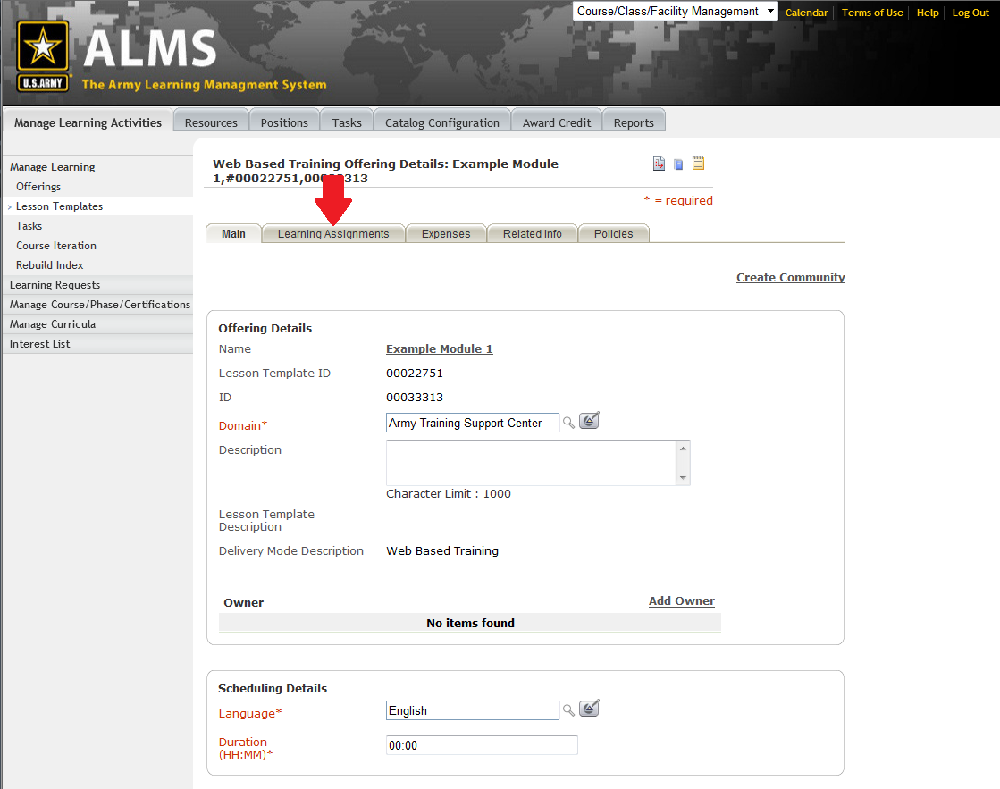 Course/Class/Facility Management Calendar Terms of Use Help Log Out
ALMS
U.S.ARMY
The Army Learning Managment System
Manage Learning Activities Resources Positions Tasks Catalog Configuration Award Credit Reports
Manage Learning
Offerings
Lesson Templates
Tasks
Course Iteration
Rebuild Index
Learning Requests
Manage Course/Phase/Certifications
Manage Curricula
Interest List
Web Based Training Offering Details: Example Module
1,#00022751,00 313
* = required
Main Learning Assignments Expenses Related Info Policies
Create Community
Offering Details
Name Example Module 1
Lesson Template ID 00022751
ID 00033313
Domain* Army Training Support Center
Description
Character Limit : 1000
Lesson Template
Description
Delivery Mode Description Web Based Training
Owner Add Owner
No items found
Scheduling Details
Language* English
Duration
(HH:MM)* 00:00